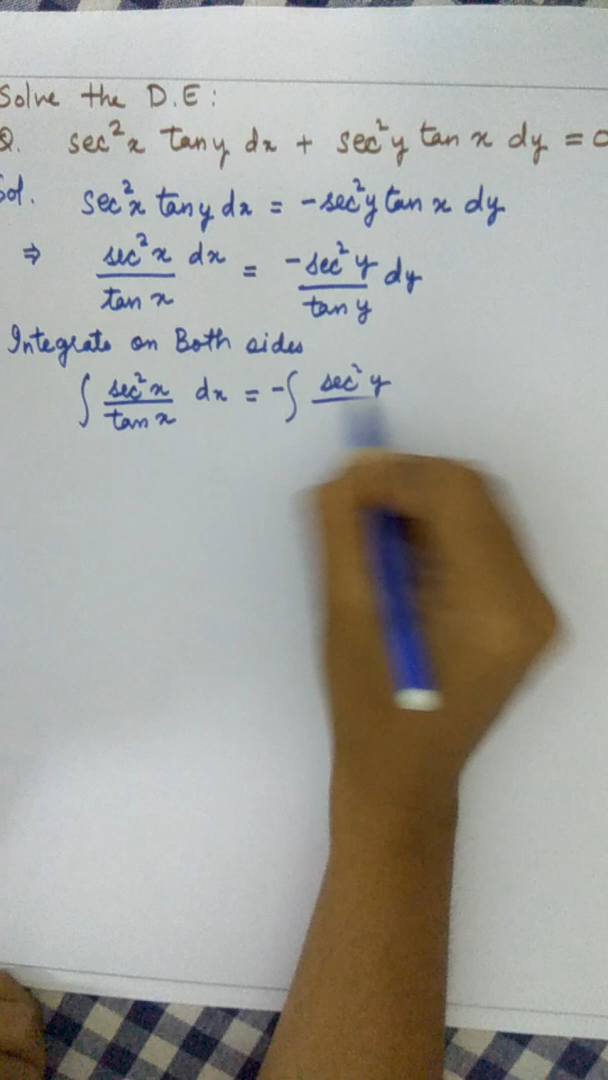 Solve the D.E :
Q. sec²x tany dx + sec²y tan x dy = 0
Sol. sec²x tany dx = -sec²y tan x dy
⇒ sec²x/tan x dx = -sec²y/tan y dy
Integrate on Both sides
∫ sec²x/tan x dx = -∫ sec²y